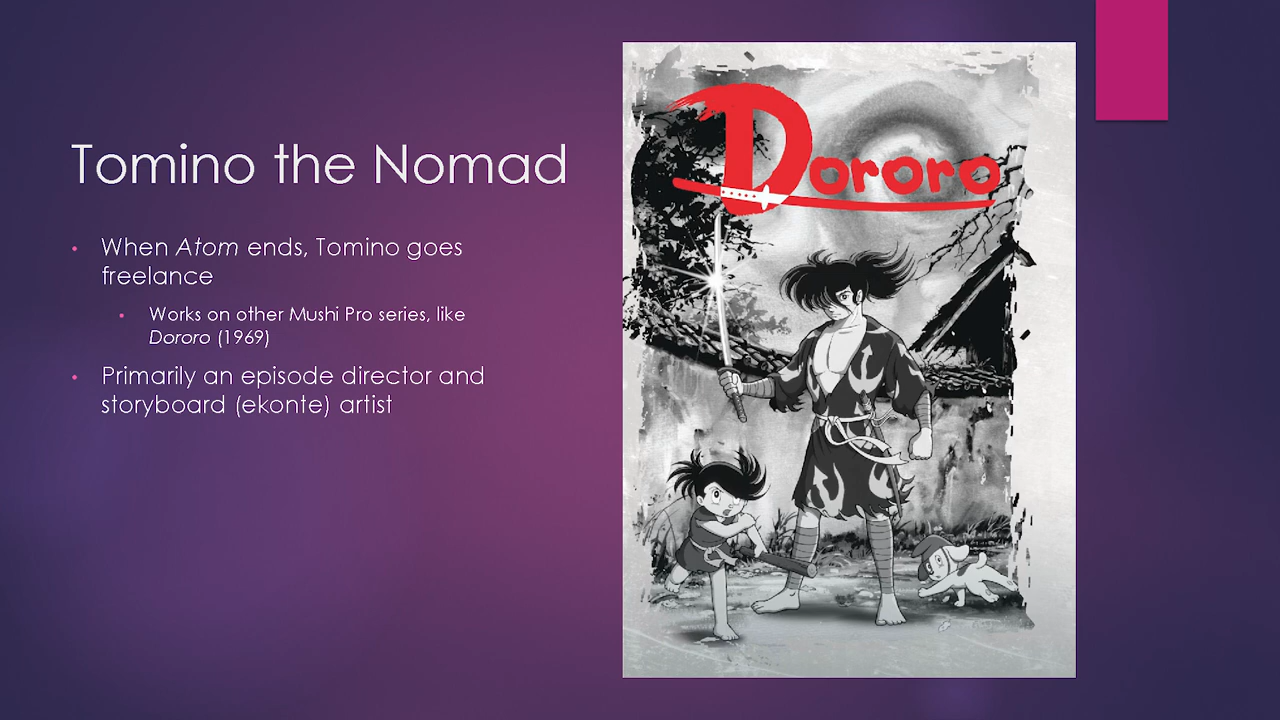 Tomino the Nomad
• When Atom ends, Tomino goes
freelance
• Works on other Mushi Pro series, like
Dororo (1969)
• Primarily an episode director and
storyboard (ekonte) artist
Dororo